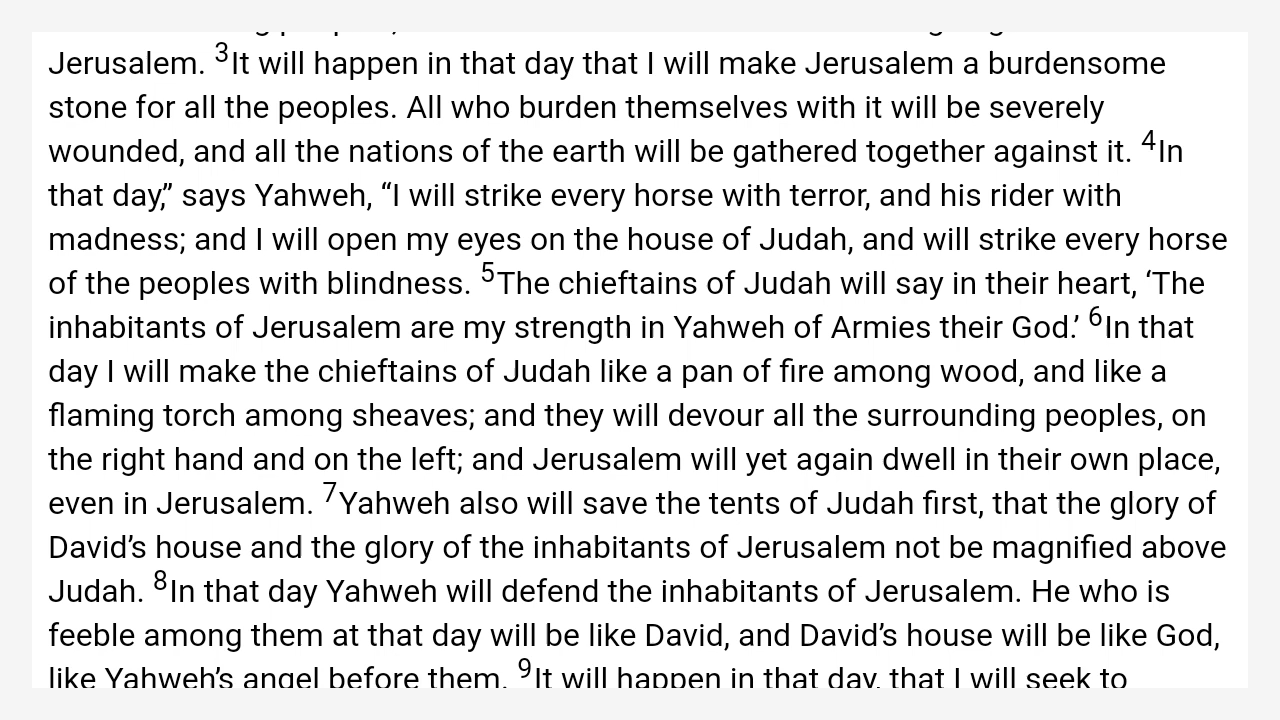 Jerusalem. 3It will happen in that day that I will make Jerusalem a burdensome
stone for all the peoples. All who burden themselves with it will be severely
wounded, and all the nations of the earth will be gathered together against it. 4In
that day,” says Yahweh, “I will strike every horse with terror, and his rider with
madness; and I will open my eyes on the house of Judah, and will strike every horse
of the peoples with blindness. 5The chieftains of Judah will say in their heart, ‘The
inhabitants of Jerusalem are my strength in Yahweh of Armies their God.’ 6In that
day I will make the chieftains of Judah like a pan of fire among wood, and like a
flaming torch among sheaves; and they will devour all the surrounding peoples, on
the right hand and on the left; and Jerusalem will yet again dwell in their own place,
even in Jerusalem. 7Yahweh also will save the tents of Judah first, that the glory of
David’s house and the glory of the inhabitants of Jerusalem not be magnified above
Judah. 8In that day Yahweh will defend the inhabitants of Jerusalem. He who is
feeble among them at that day will be like David, and David’s house will be like God,
like Yahweh’s angel before them. 9It will happen in that day, that I will seek to